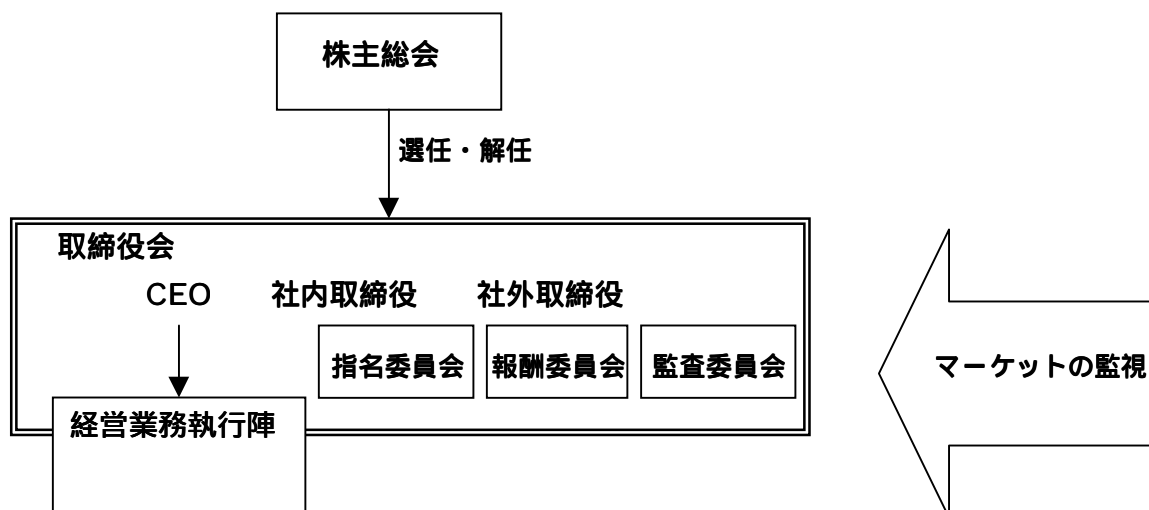 株主総会
選任・解任
取締役会
CEO 社内取締役 社外取締役
指名委員会 報酬委員会 監査委員会
マーケットの監視
経営業務執行陣